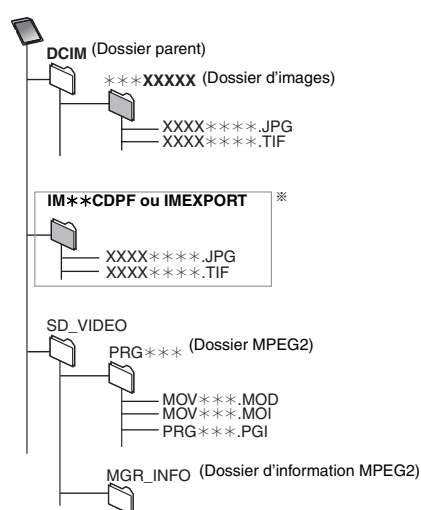 DCIM (Dossier parent)
∗∗∗XXXXX (Dossier d'images)
XXXX∗∗∗∗.JPG
XXXX∗∗∗∗.TIF
IM∗∗CDPF ou IMEXPORT ※
XXXX∗∗∗∗.JPG
XXXX∗∗∗∗.TIF
SD_VIDEO
PRG∗∗∗ (Dossier MPEG2)
MOV∗∗∗.MOD
MOV∗∗∗.MOI
PRG∗∗∗.PGI
MGR_INFO (Dossier d'information MPEG2)